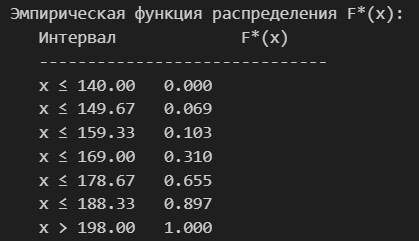 Эмпирическая функция распределения F*(x):
Интервал F*(x)
------------------------------
x ≤ 140.00 0.000
x ≤ 149.67 0.069
x ≤ 159.33 0.103
x ≤ 169.00 0.310
x ≤ 178.67 0.655
x ≤ 188.33 0.897
x > 198.00 1.000